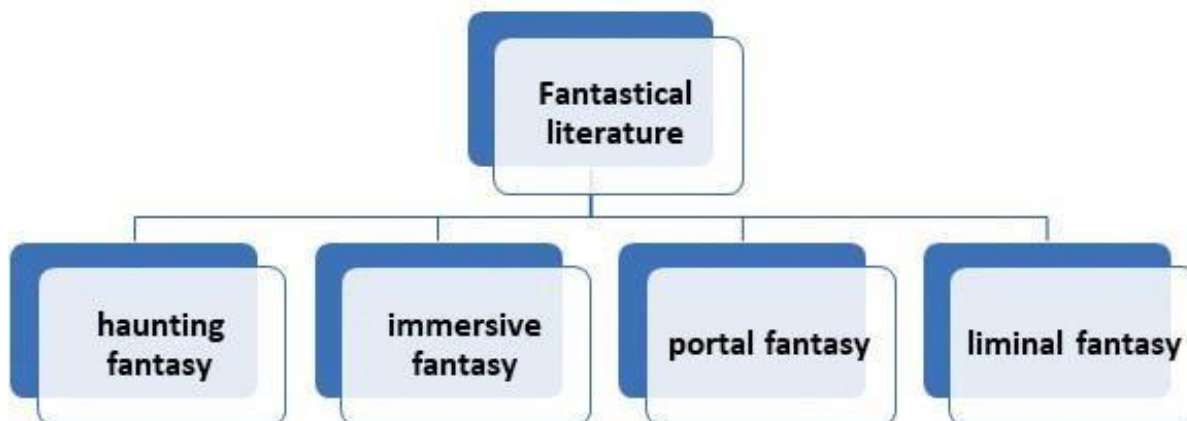 Fantastical
literature
haunting
fantasy
immersive
fantasy
portal fantasy
liminal fantasy